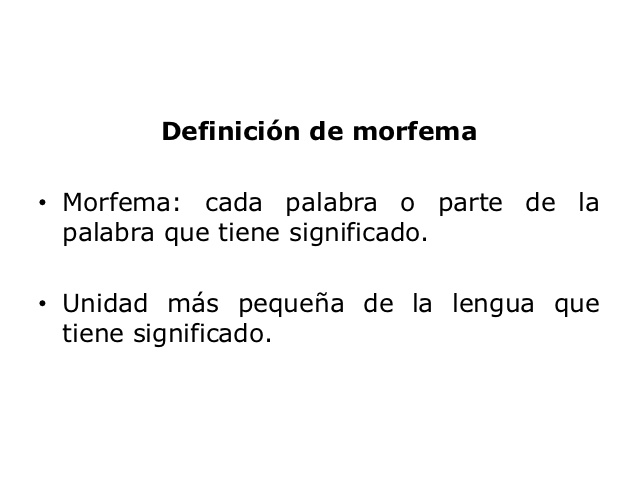 Definición de morfema
• Morfema: cada palabra o parte de la
palabra que tiene significado.
• Unidad más pequeña de la lengua que
tiene significado.